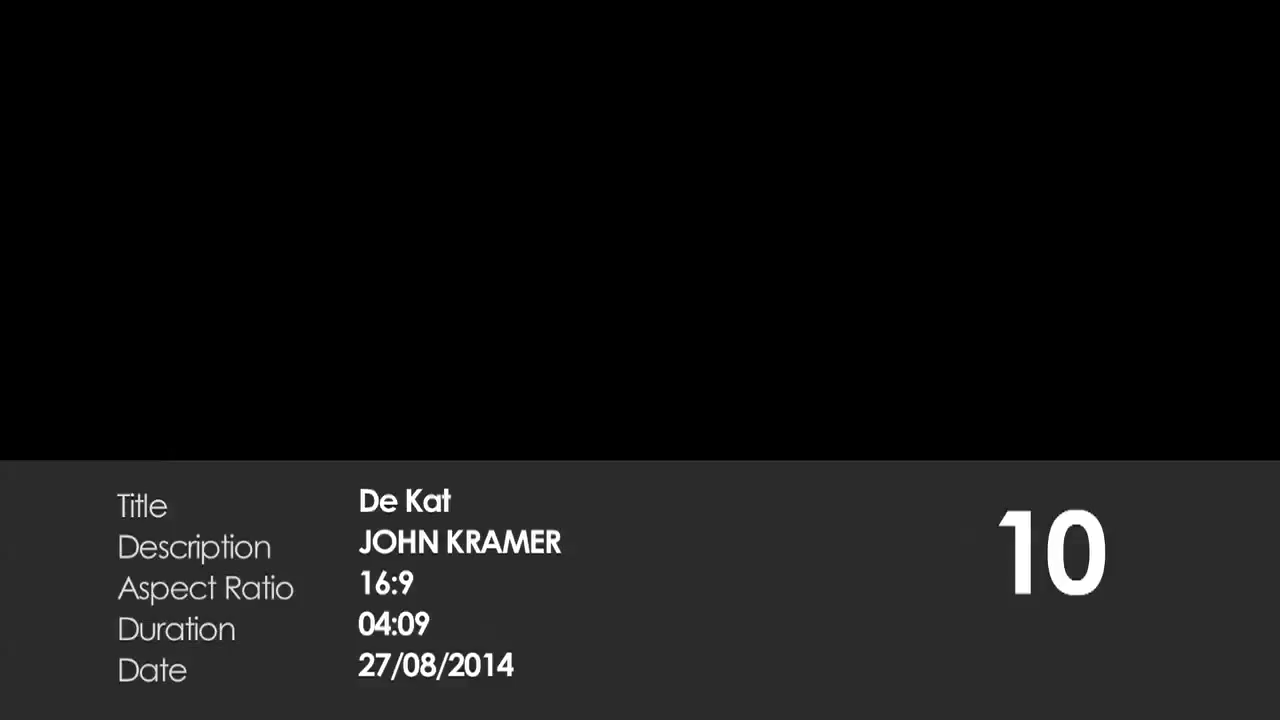 Title De Kat
Description JOHN KRAMER
Aspect Ratio 16:9
Duration 04:09
Date 27/08/2014
10